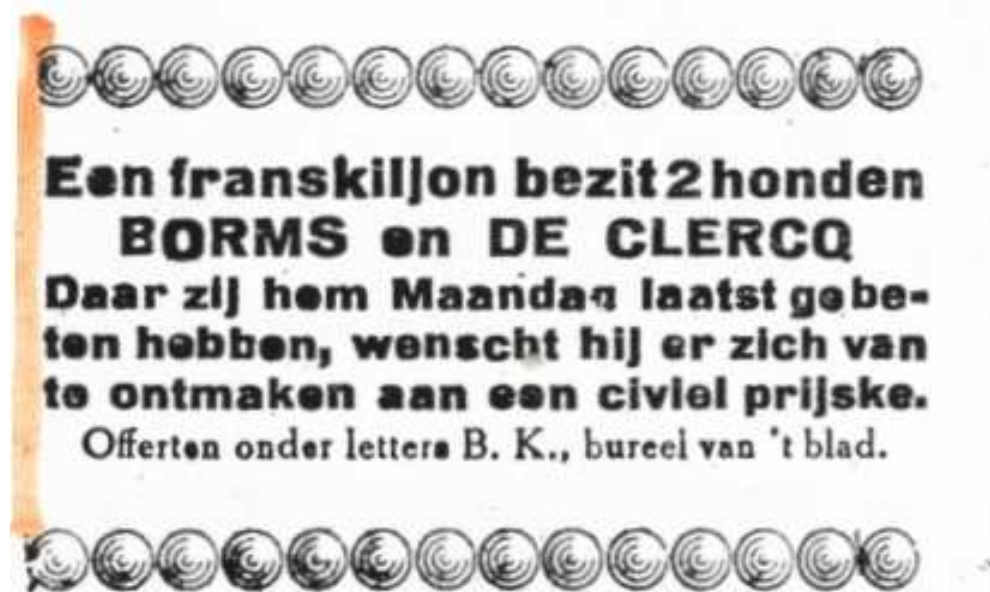 Een franskiljon bezit 2 honden
BORMS en DE CLERCQ
Daar zij hem Maandag laatst gebe-
ten hebben, wenscht hij er zich van
te ontmaken aan een civiel prijske.
Offerten onder letters B. K., bureel van 't blad.